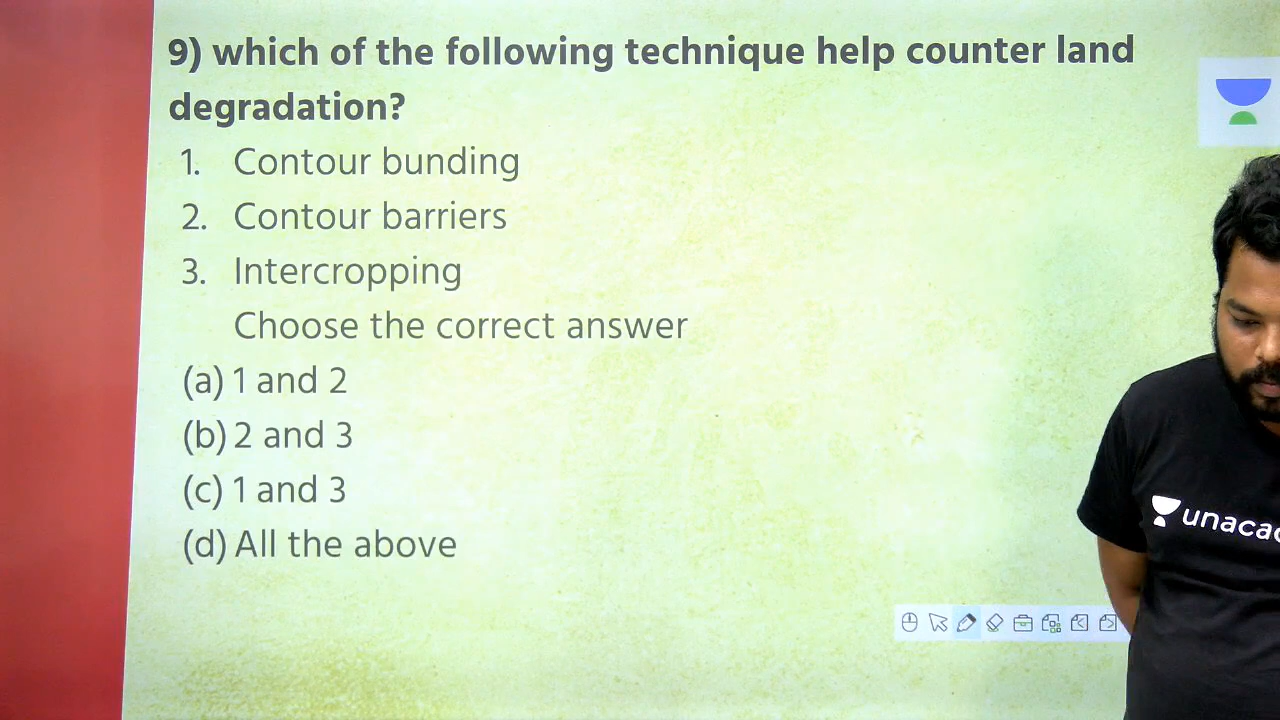 9) which of the following technique help counter land
degradation?
1. Contour bunding
2. Contour barriers
3. Intercropping
Choose the correct answer
(a) 1 and 2
(b) 2 and 3
(c) 1 and 3
(d) All the above
unacad